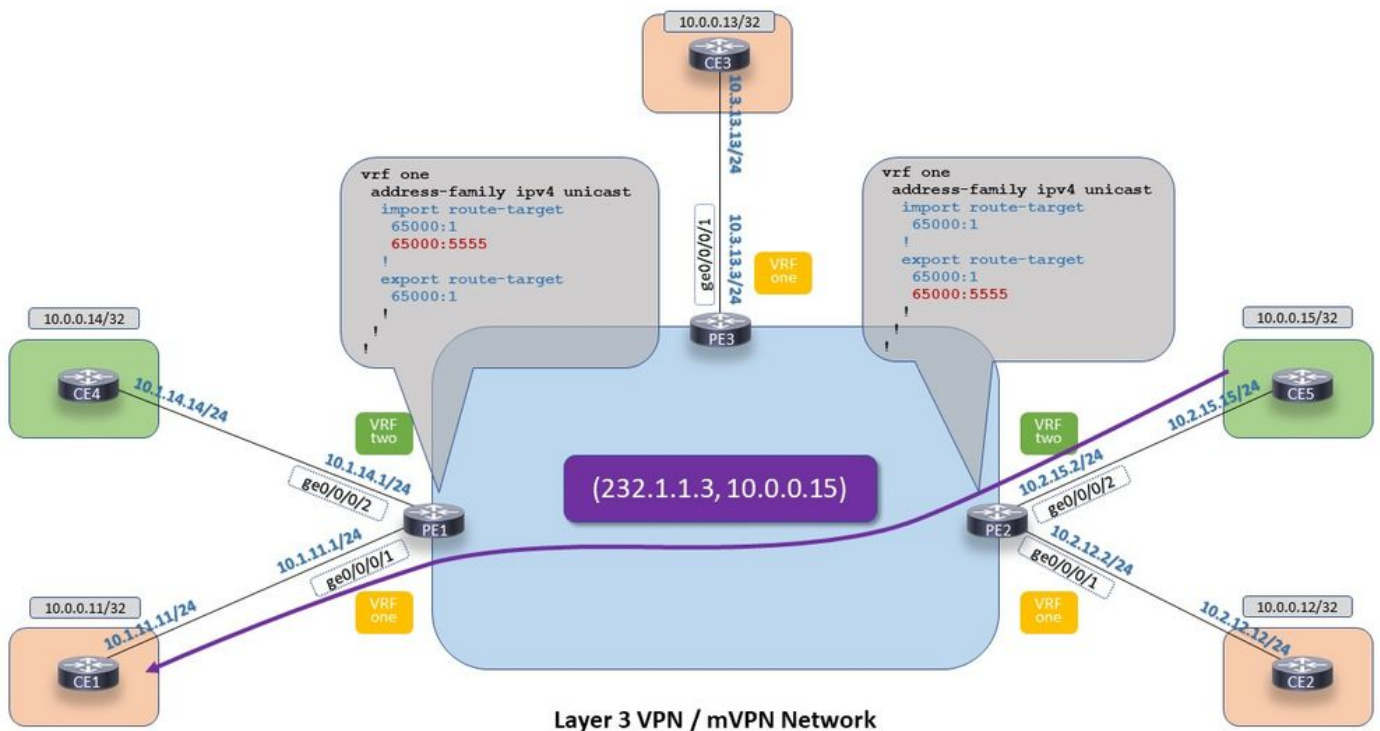 10.0.0.13/32
CE3
10.3.13.13/24
10.3.13.3/24
ge0/0/0/1
VRF
one
PE3
vrf one
address-family ipv4 unicast
import route-target
65000:1
65000:5555
!
export route-target
65000:1
!
!
!
vrf one
address-family ipv4 unicast
import route-target
65000:1
!
export route-target
65000:1
65000:5555
!
!
!
10.0.0.14/32
CE4
10.1.14.14/24
VRF
two
10.1.14.1/24
ge0/0/0/2
PE1
10.1.11.1/24
ge0/0/0/1
VRF
one
10.0.0.11/32
10.1.11.11/24
CE1
(232.1.1.3, 10.0.0.15)
10.0.0.15/32
CE5
10.2.15.15/24
VRF
two
10.2.15.2/24
ge0/0/0/2
PE2
10.2.12.2/24
ge0/0/0/1
VRF
one
10.0.0.12/32
10.2.12.12/24
CE2
Layer 3 VPN / mVPN Network